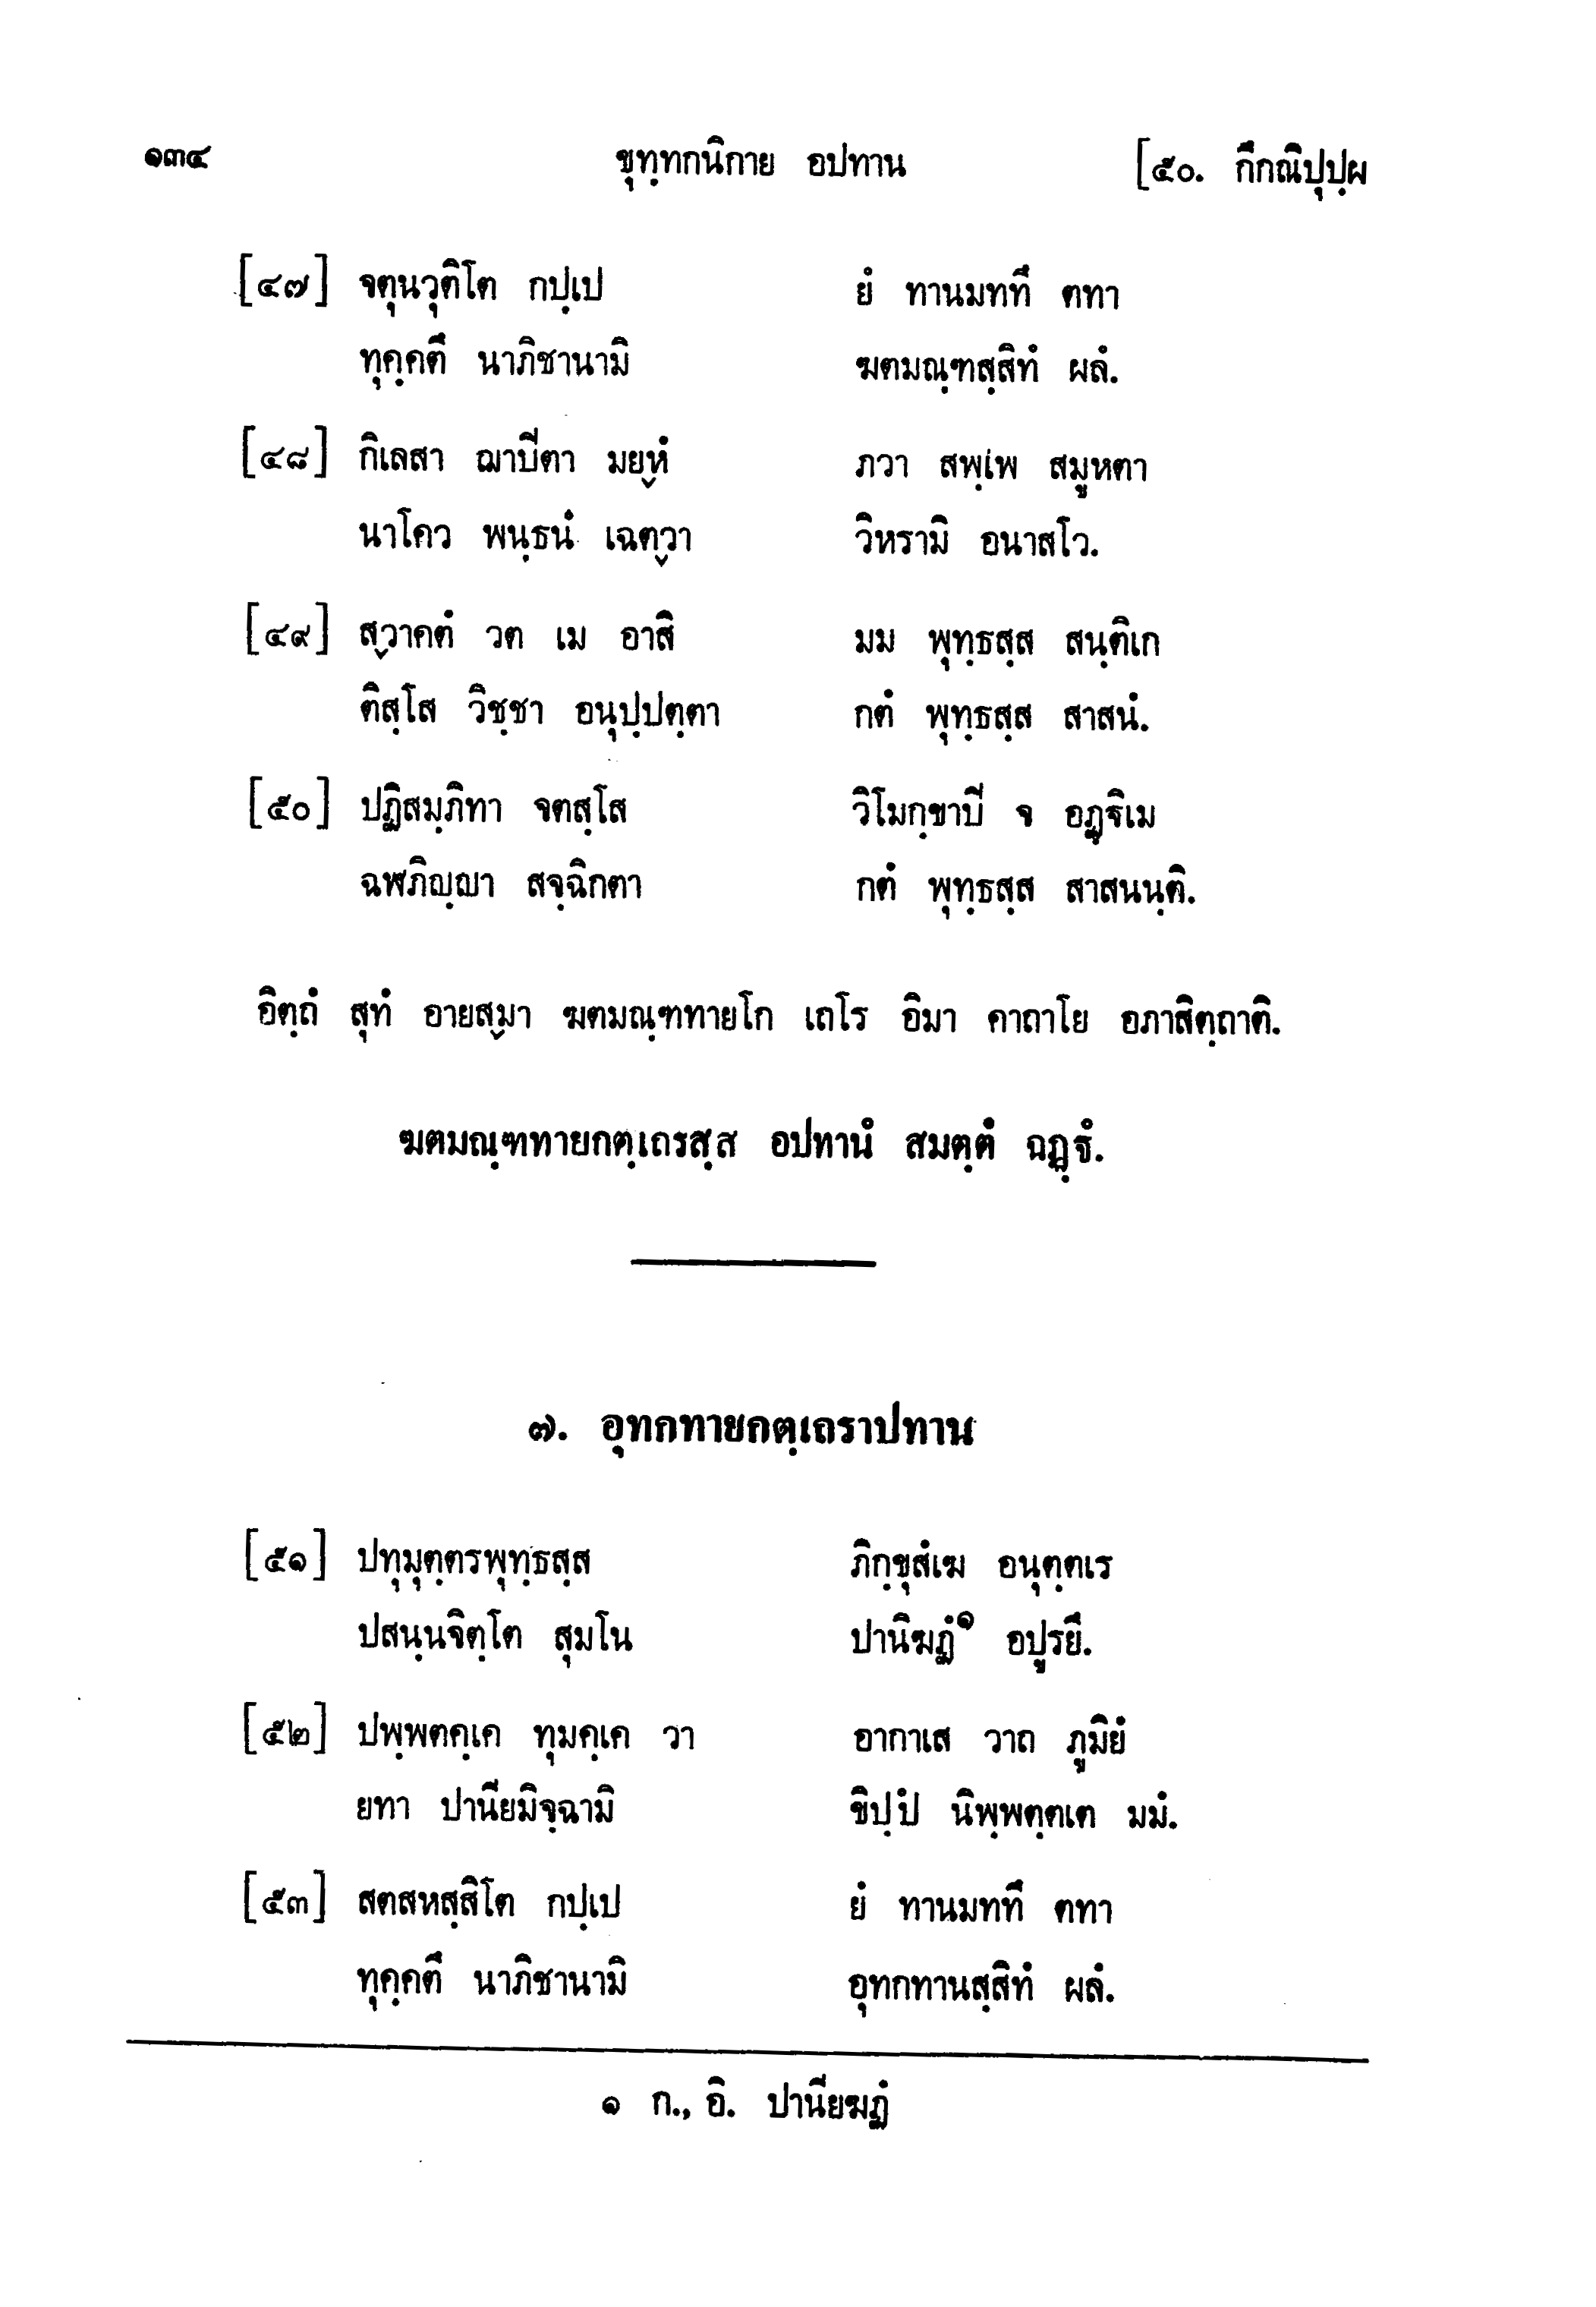 ๑๓๔ ขุทฺทกนิกาย อปทาน [๕๐. กึกณิปุปฺผ
[๔๗] จตุนวุติโต กปฺเป ยํ ทานมททึ ตทา
ทุคฺคตึ นาภิชานามิ ฆตมณฺฑสฺสิทํ ผลํ.
[๔๘] กิเลสา ฌาปีตา มยฺหํ ภวา สพฺเพ สมูหตา
นาโคว พนฺธนํ เฉตฺวา วิหรามิ อนาสโว.
[๔๙] สฺวาคตํ วต เม อาสิ มม พุทฺธสฺส สนฺติเก
ติสฺโส วิชฺชา อนุปฺปตฺตา กตํ พุทฺธสฺส สาสนํ.
[๕๐] ปฏิสมฺภิทา จตสฺโส วิโมกฺขาปี จ อฏฺฐิเม
ฉฬภิญฺญา สจฺฉิกตา กตํ พุทฺธสฺส สาสนนฺติ.
อิตฺถํ สุทํ อายสฺมา ฆตมณฺฑทายโก เถโร อิมา คาถาโย อภาสิตฺถาติ.
ฆตมณฺฑทายกตฺเถรสฺส อปทานํ สมตฺตํ ฉฏฺฐํ.
๗. อุทกทายกตฺเถราปทาน
[๕๑] ปทุมุตฺตรพุทฺธสฺส ภิกฺขุสํเฆ อนุตฺตเร
ปสนฺนจิตฺโต สุมโน ปานิฆฏํ๑ อปูรยึ.
[๕๒] ปพฺพตคฺเค ทุมคฺเค วา อากาเส วาถ ภูมิยํ
ยทา ปานียมิจฺฉามิ ขิปฺปํ นิพฺพตฺตเต มมํ.
[๕๓] สตสหสฺสิโต กปฺเป ยํ ทานมททึ ตทา
ทุคฺคตึ นาภิชานามิ อุทกทานสฺสิทํ ผลํ.
๑ ก., อิ. ปานียฆฏํ